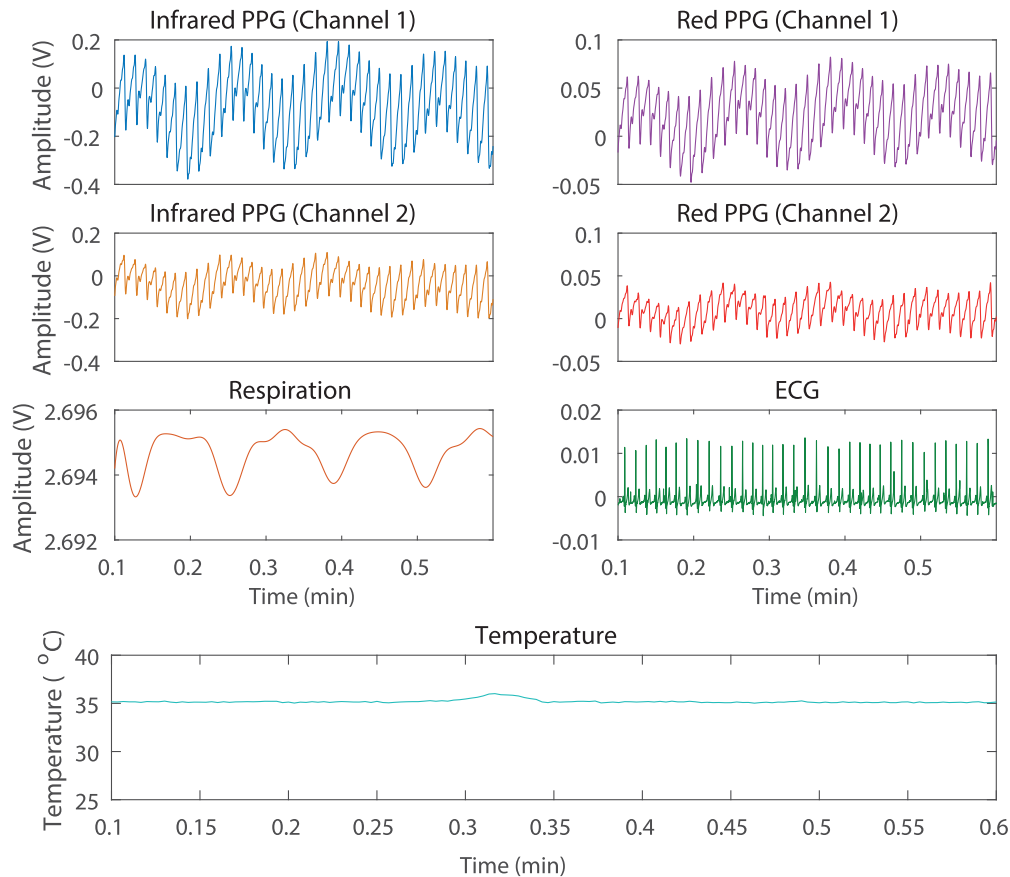 Infrared PPG (Channel 1)
Amplitude (V)
0.2
0
-0.2
-0.4
Red PPG (Channel 1)
0.1
0.05
0
-0.05
Infrared PPG (Channel 2)
Amplitude (V)
0.2
0
-0.2
-0.4
Red PPG (Channel 2)
0.1
0.05
0
-0.05
Respiration
Amplitude (V)
2.696
2.694
2.692
0.1 0.2 0.3 0.4 0.5
Time (min)
ECG
0.02
0.01
0
-0.01
0.1 0.2 0.3 0.4 0.5
Time (min)
Temperature
Temperature ( °C)
40
35
30
25
0.1 0.15 0.2 0.25 0.3 0.35 0.4 0.45 0.5 0.55 0.6
Time (min)